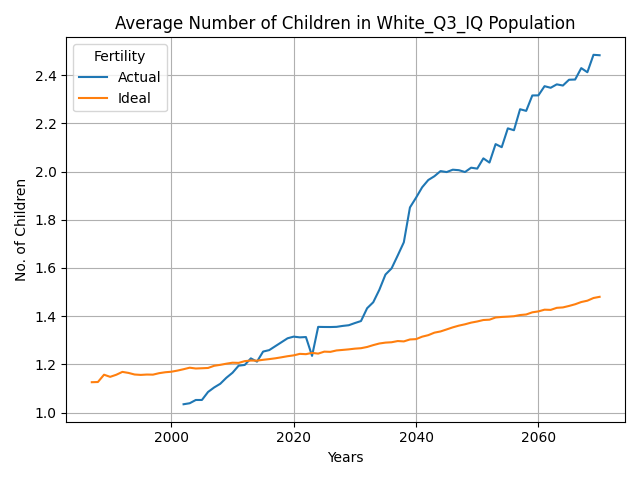 Average Number of Children in White_Q3_IQ Population
Fertility
Actual
Ideal
No. of Children
2.4
2.2
2.0
1.8
1.6
1.4
1.2
1.0
2000 2020 2040 2060
Years